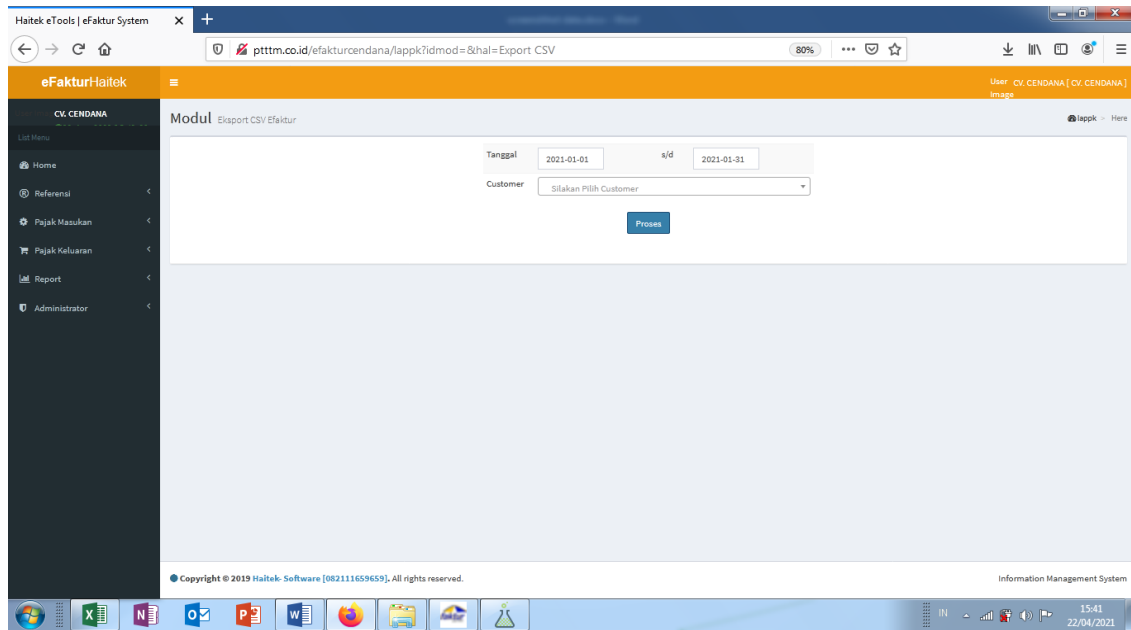 Haitek eTools | eFaktur System
ptttm.co.id/efakturcendana/lappk?idmod=&hal=Export CSV
80%
eFakturHaitek
User
Image
CV. CENDANA [ CV. CENDANA ]
CV. CENDANA
List Menu
Home
Referensi
Pajak Masukan
Pajak Keluaran
Report
Administrator
Modul Eksport CSV Efaktur
lappk > Here
Tanggal 2021-01-01 s/d 2021-01-31
Customer Silakan Pilih Customer
Proses
Copyright © 2019 Haitek- Software [082111659659]. All rights reserved.
Information Management System
IN
15:41
22/04/2021